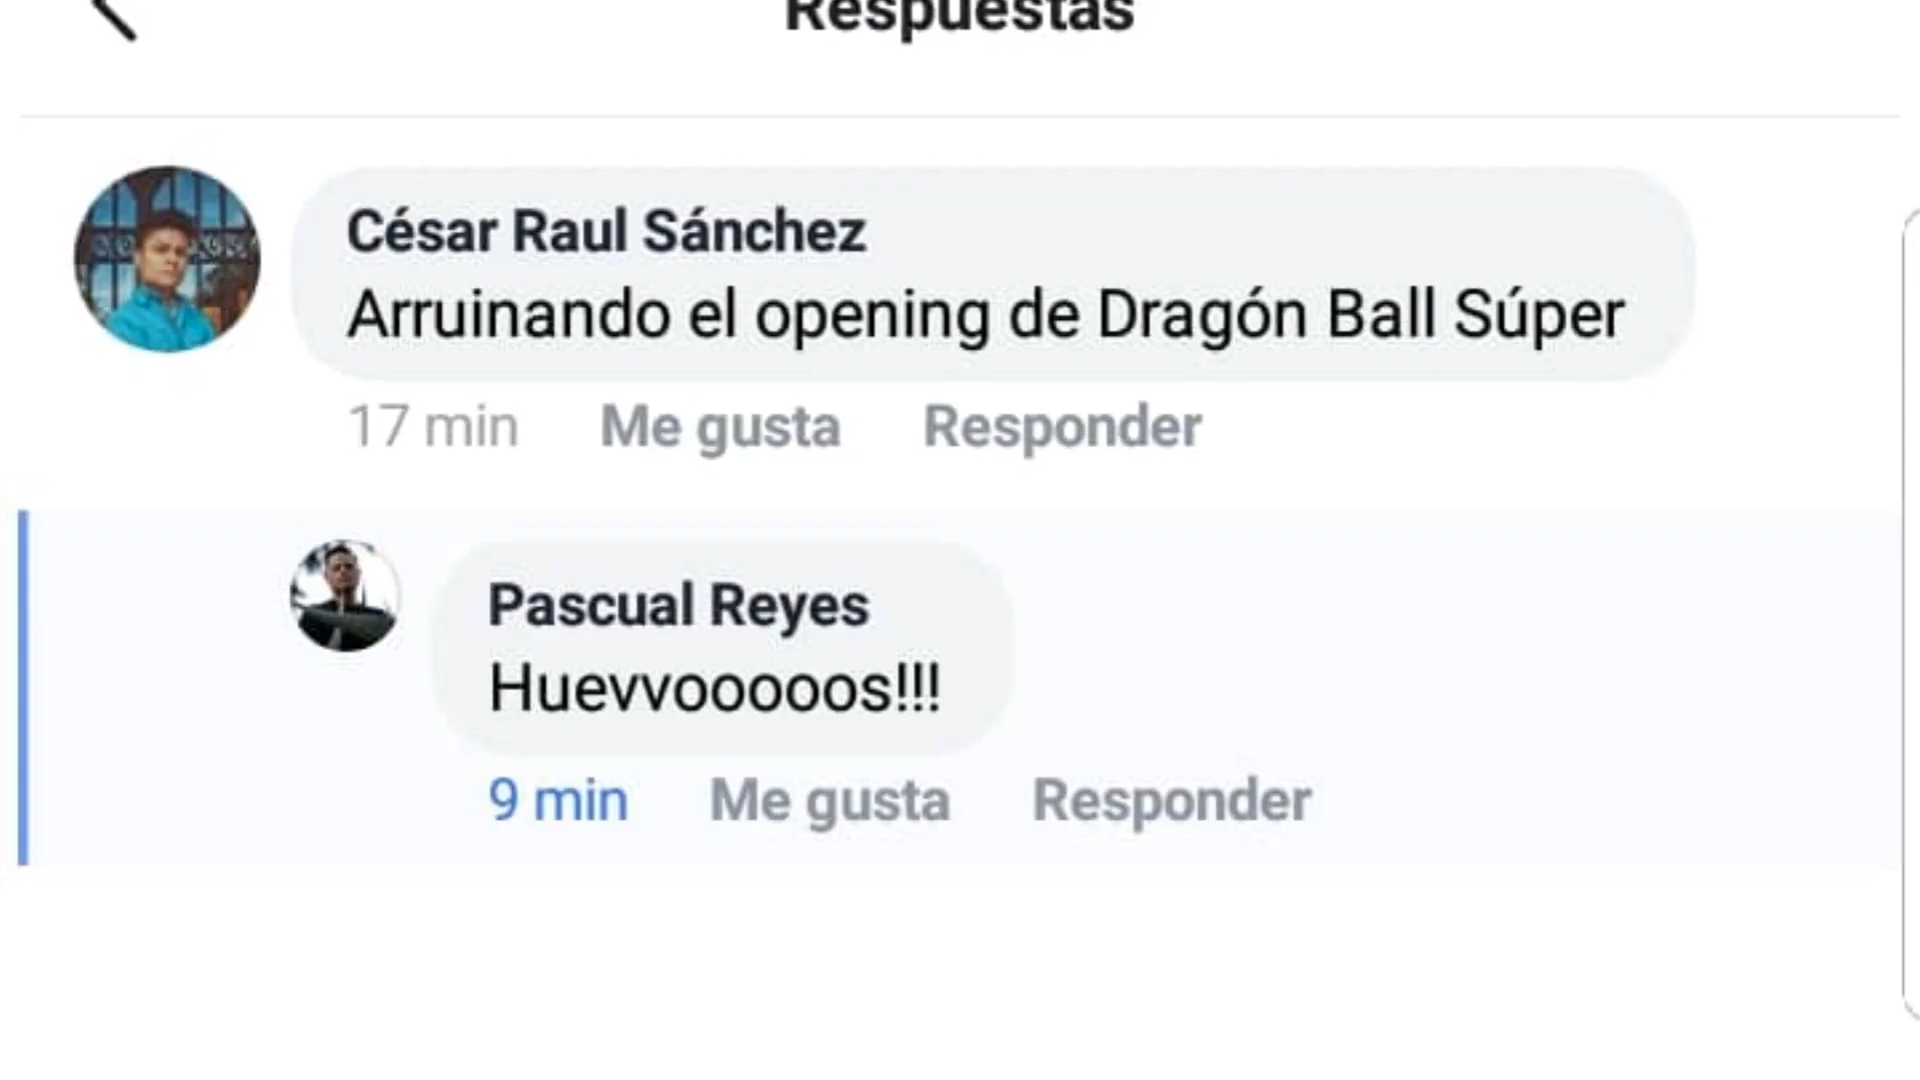 Respuestas
César Raul Sánchez
Arruinando el opening de Dragón Ball Súper
17 min Me gusta Responder
Pascual Reyes
Huevvooooos!!!
9 min Me gusta Responder